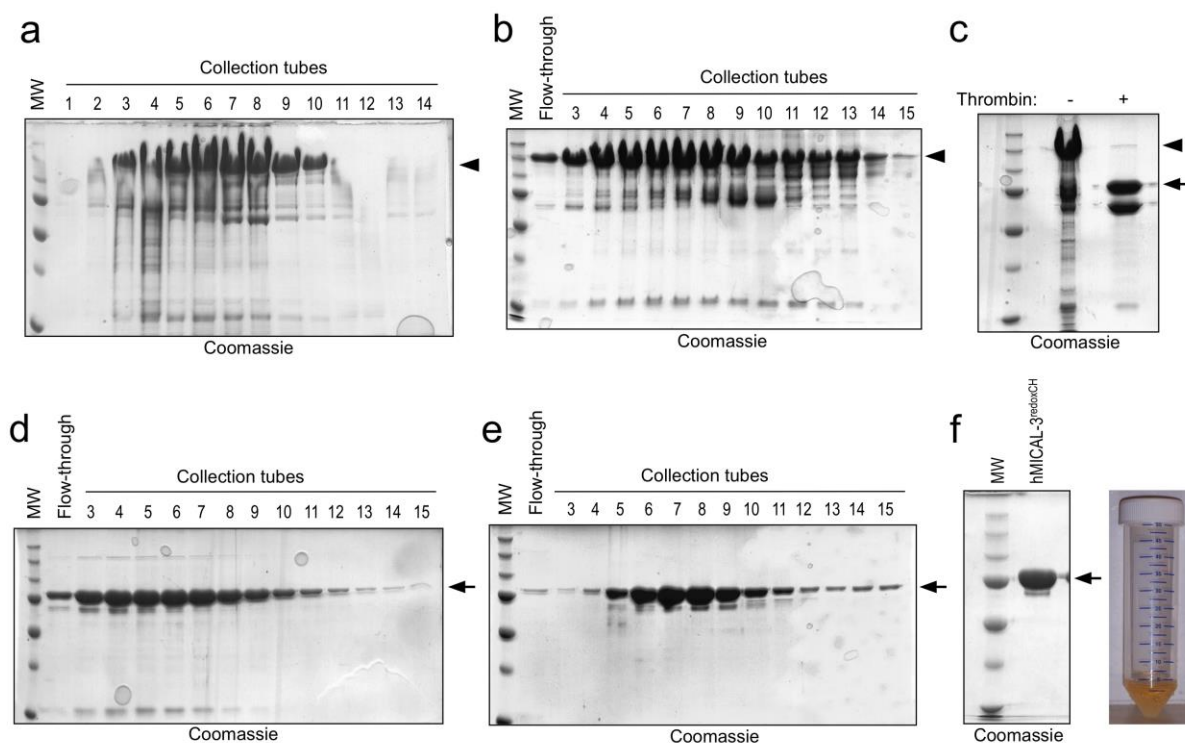 a
Collection tubes
MW 1 2 3 4 5 6 7 8 9 10 11 12 13 14
Coomassie
b
Collection tubes
MW Flow-through 3 4 5 6 7 8 9 10 11 12 13 14 15
Coomassie
c
Thrombin: - +
Coomassie
d
Collection tubes
MW Flow-through 3 4 5 6 7 8 9 10 11 12 13 14 15
Coomassie
e
Collection tubes
MW Flow-through 3 4 5 6 7 8 9 10 11 12 13 14 15
Coomassie
f
MW hMICAL-3redoxCH
Coomassie